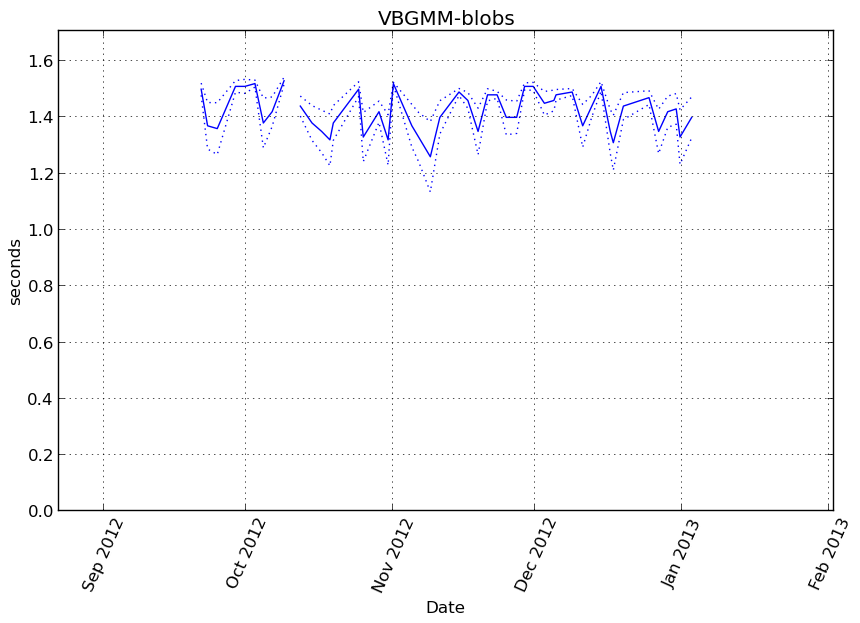 VBGMM-blobs
1.6
1.4
1.2
1.0
0.8
0.6
0.4
0.2
0.0
seconds
Sep 2012
Oct 2012
Nov 2012
Dec 2012
Jan 2013
Feb 2013
Date